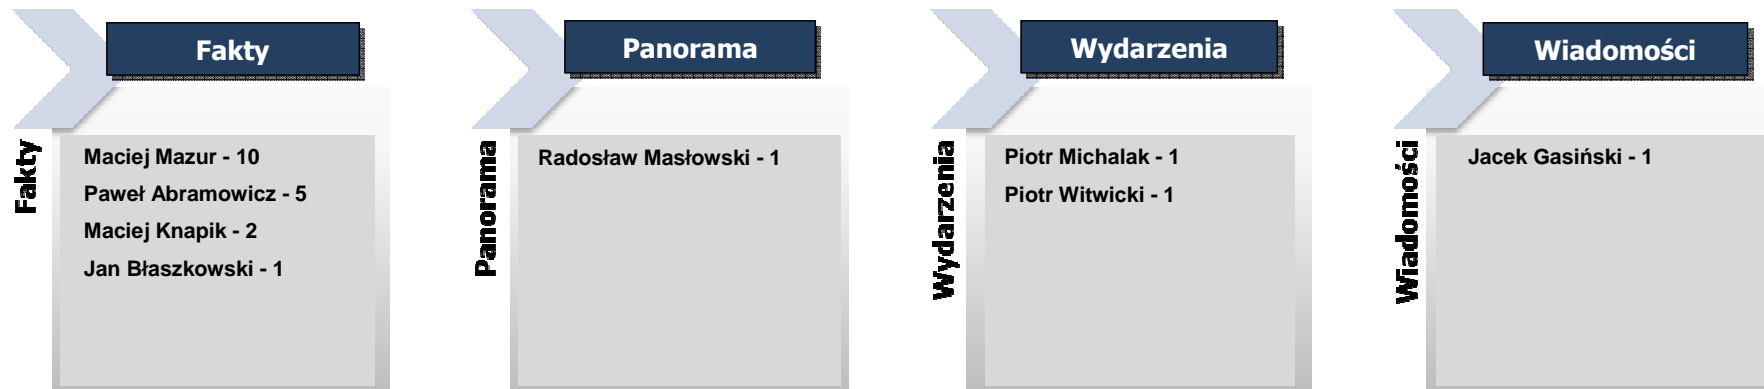 Fakty
Fakty
Maciej Mazur - 10
Paweł Abramowicz - 5
Maciej Knapik - 2
Jan Błaszkowski - 1
Panorama
Panorama
Radosław Masłowski - 1
Wydarzenia
Wydarzenia
Piotr Michalak - 1
Piotr Witwicki - 1
Wiadomości
Wiadomości
Jacek Gasiński - 1